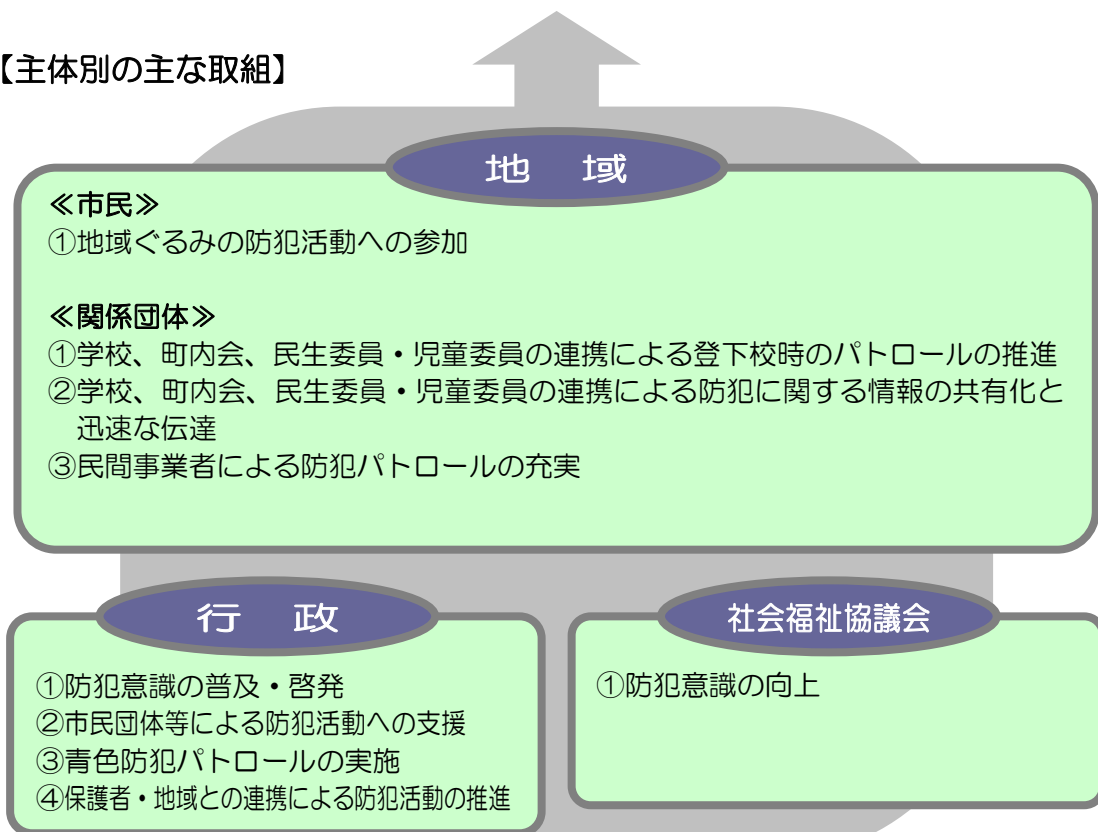 【主体別の主な取組】
地　域
≪市民≫
①地域ぐるみの防犯活動への参加
≪関係団体≫
①学校、町内会、民生委員・児童委員の連携による登下校時のパトロールの推進
②学校、町内会、民生委員・児童委員の連携による防犯に関する情報の共有化と
迅速な伝達
③民間事業者による防犯パトロールの充実
行　政
①防犯意識の普及・啓発
②市民団体等による防犯活動への支援
③青色防犯パトロールの実施
④保護者・地域との連携による防犯活動の推進
社会福祉協議会
①防犯意識の向上